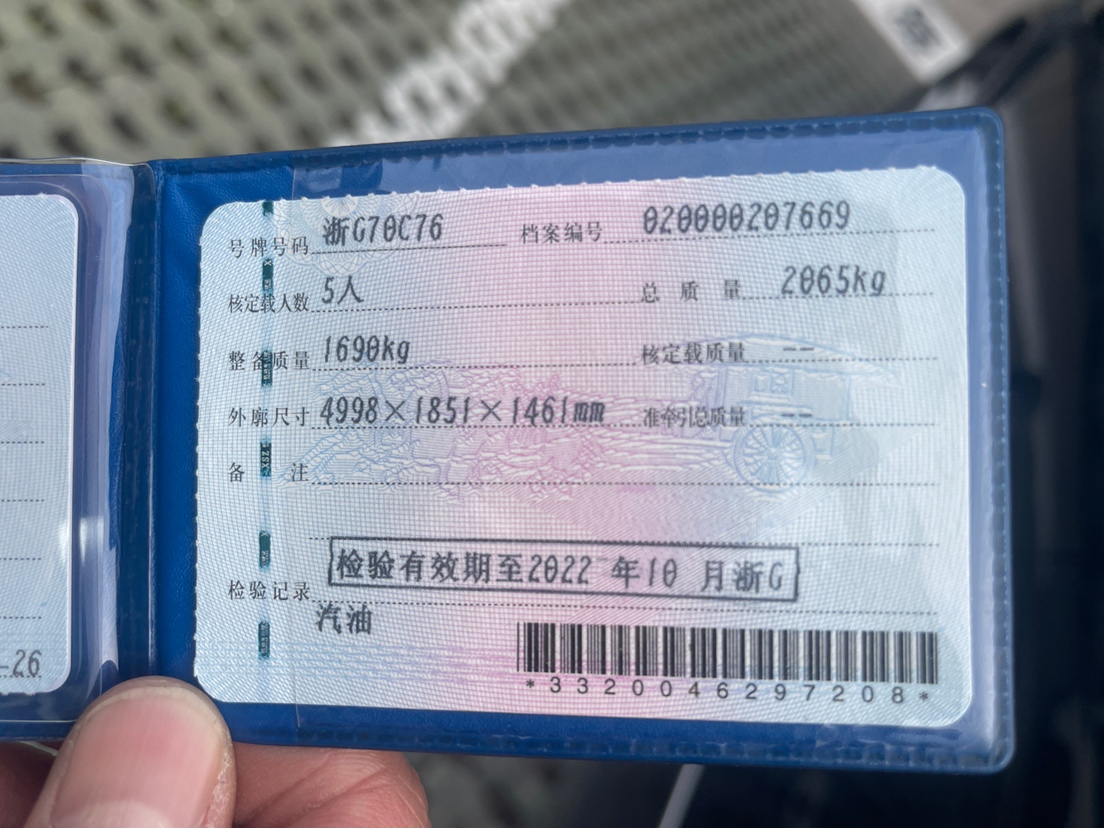 号牌号码 浙G70C76 档案编号 020000207669
核定载人数 5人 总质量 2065kg
整备质量 1690kg 核定载质量 --
外廓尺寸 4998×1851×1461mm 准牵引总质量 --
备注
检验记录 检验有效期至2022 年10 月浙G
汽油
*3320046297208*
-26